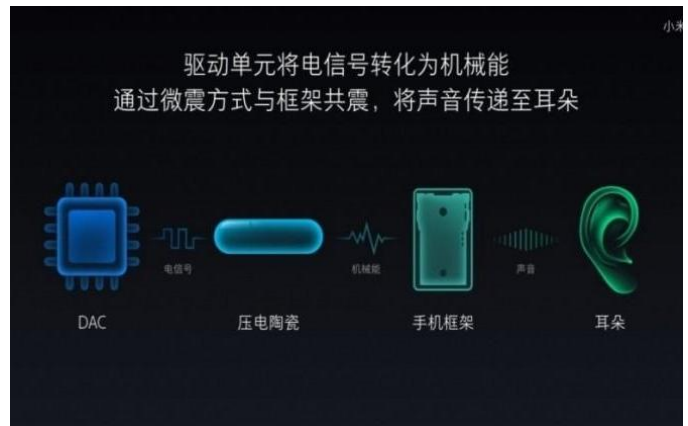 小米
驱动单元将电信号转化为机械能
通过微震方式与框架共震，将声音传递至耳朵
电信号
机械能
声音
DAC
压电陶瓷
手机框架
耳朵